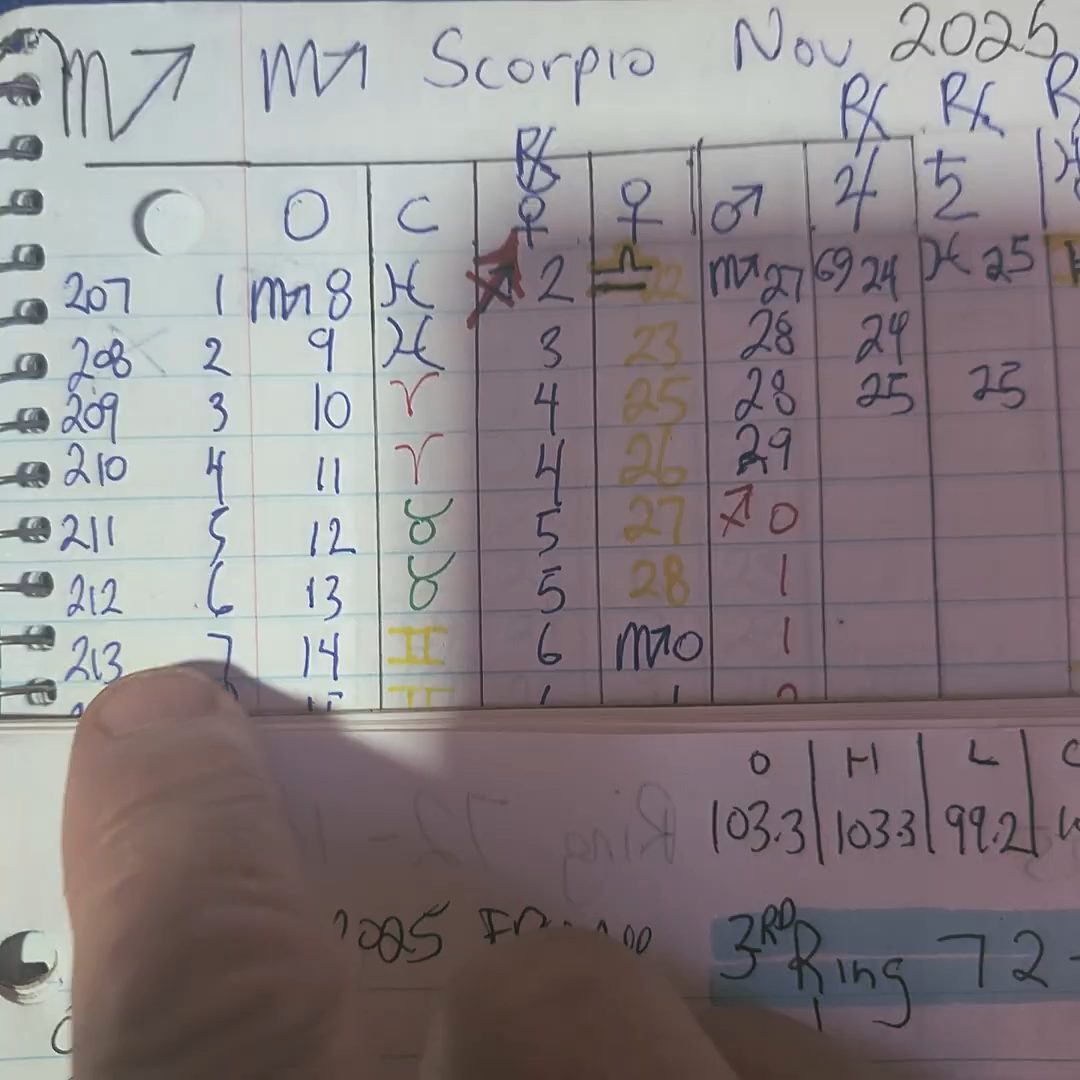 ♏ ♏ Scorpio Nov 2025
℞ ℞ ℞ R
O C ☿ ♀ ♂ ♃ ♄
207 1 ♏ 8 ♓ ♐ 2 ♎ 22 ♏ 27 69 24 ♓ 25
208 2 9 ♓ 3 23 28 24
209 3 10 ♈ 4 25 28 25 25
210 4 11 ♈ 4 26 29
211 5 12 ♉ 5 27 ♐ 0
212 6 13 ♉ 5 28 1
213 7 14 ♊ 6 ♏ 0 1
O H L C
103.3 103.3 99.2
Ring 72-
2025
3RD Ring 72-